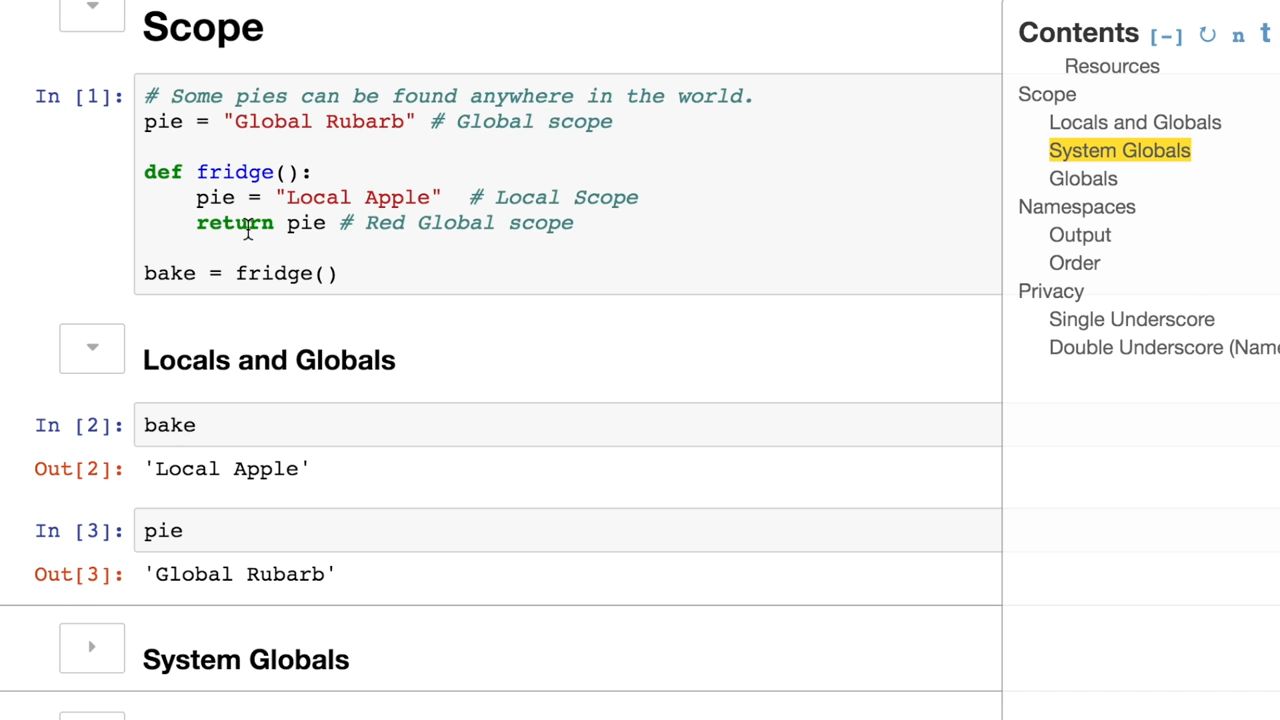 Scope
In [1]: # Some pies can be found anywhere in the world.
pie = "Global Rubarb" # Global scope
def fridge():
    pie = "Local Apple"  # Local Scope
    return pie # Red Global scope
bake = fridge()
Locals and Globals
In [2]: bake
Out[2]: 'Local Apple'
In [3]: pie
Out[3]: 'Global Rubarb'
System Globals
Contents [-] ↻ n t
Resources
Scope
Locals and Globals
System Globals
Globals
Namespaces
Output
Order
Privacy
Single Underscore
Double Underscore (Name